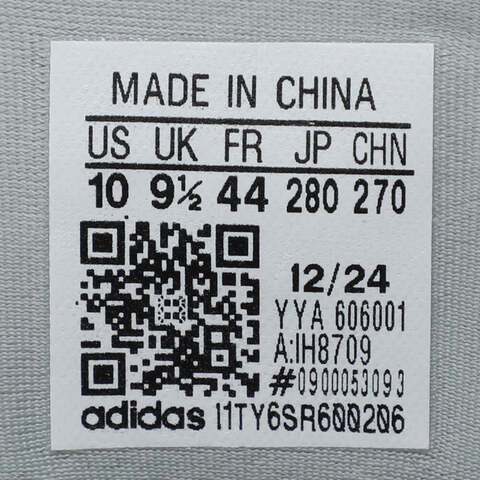 MADE IN CHINA
US UK FR JP CHN
10 9½ 44 280 270
12/24
YYA 606001
A:IH8709
#0900053093
adidas 11TY6SR600206